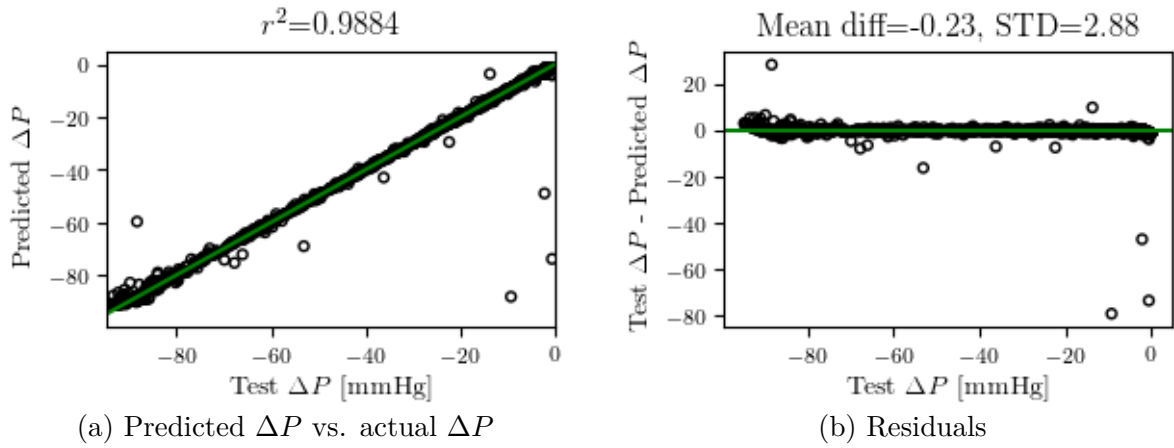 r²=0.9884
0
−20
−40
−60
−80
Predicted ΔP
−80 −60 −40 −20 0
Test ΔP [mmHg]
(a) Predicted ΔP vs. actual ΔP
Mean diff=-0.23, STD=2.88
20
0
−20
−40
−60
−80
Test ΔP - Predicted ΔP
−80 −60 −40 −20 0
Test ΔP [mmHg]
(b) Residuals